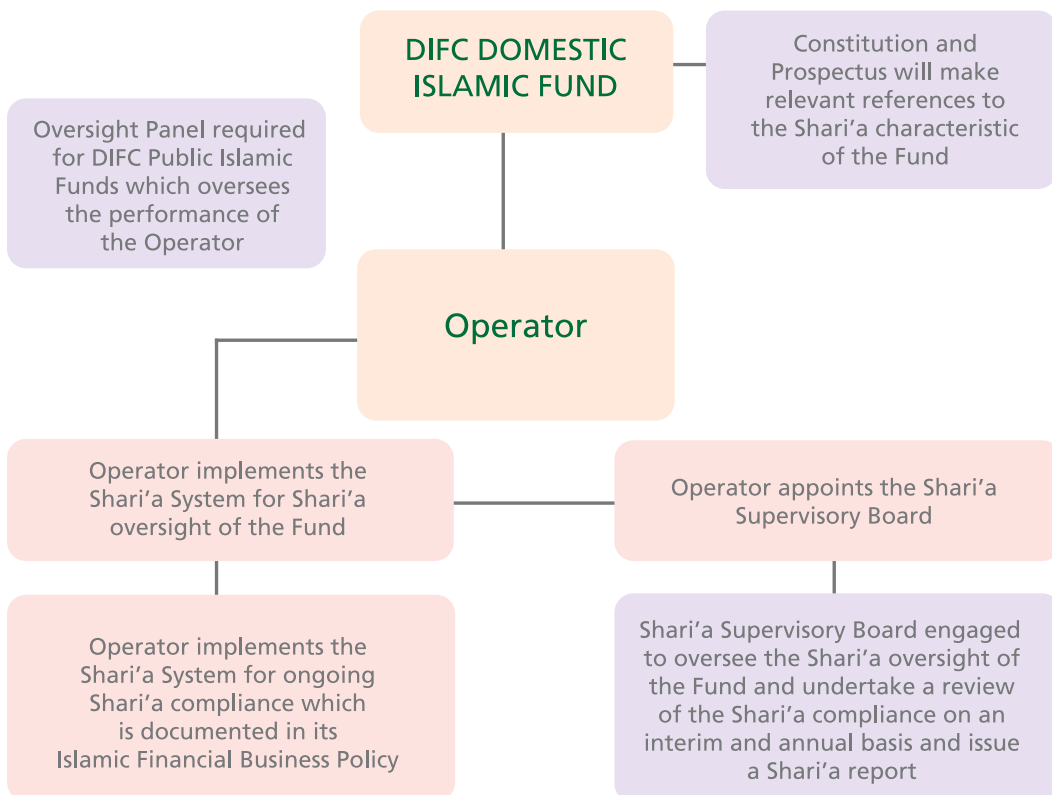 DIFC DOMESTIC
ISLAMIC FUND
Constitution and
Prospectus will make
relevant references to
the Shari'a characteristic
of the Fund
Oversight Panel required
for DIFC Public Islamic
Funds which oversees
the performance of
the Operator
Operator
Operator implements the
Shari'a System for Shari'a
oversight of the Fund
Operator appoints the Shari'a
Supervisory Board
Operator implements the
Shari'a System for ongoing
Shari'a compliance which
is documented in its
Islamic Financial Business Policy
Shari'a Supervisory Board engaged
to oversee the Shari'a oversight of
the Fund and undertake a review
of the Shari'a compliance on an
interim and annual basis and issue
a Shari'a report